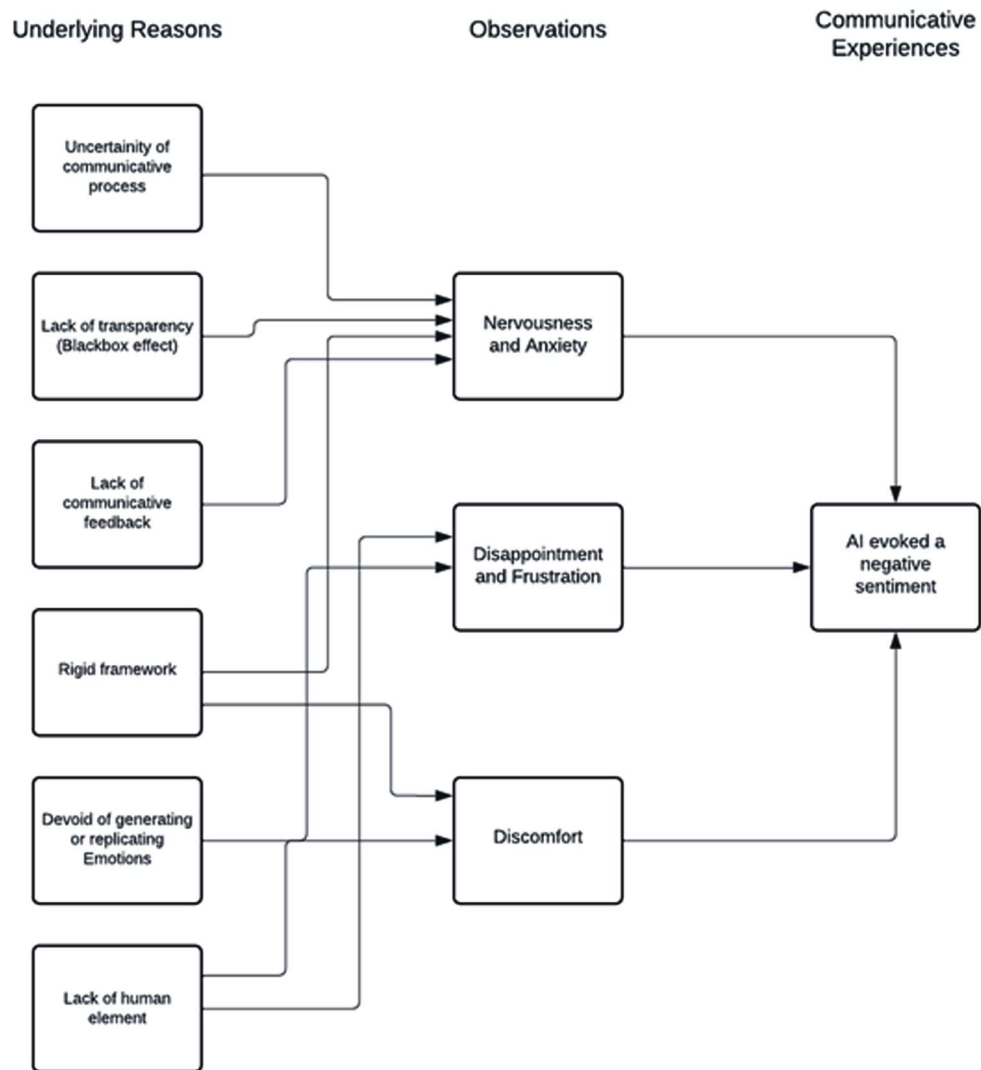 Underlying Reasons
Observations
Communicative
Experiences
Uncertainity of
communicative
process
Lack of transparency
(Blackbox effect)
Lack of
communicative
feedback
Rigid framework
Devoid of generating
or replicating
Emotions
Lack of human
element
Nervousness
and Anxiety
Disappointment
and Frustration
Discomfort
AI evoked a
negative
sentiment